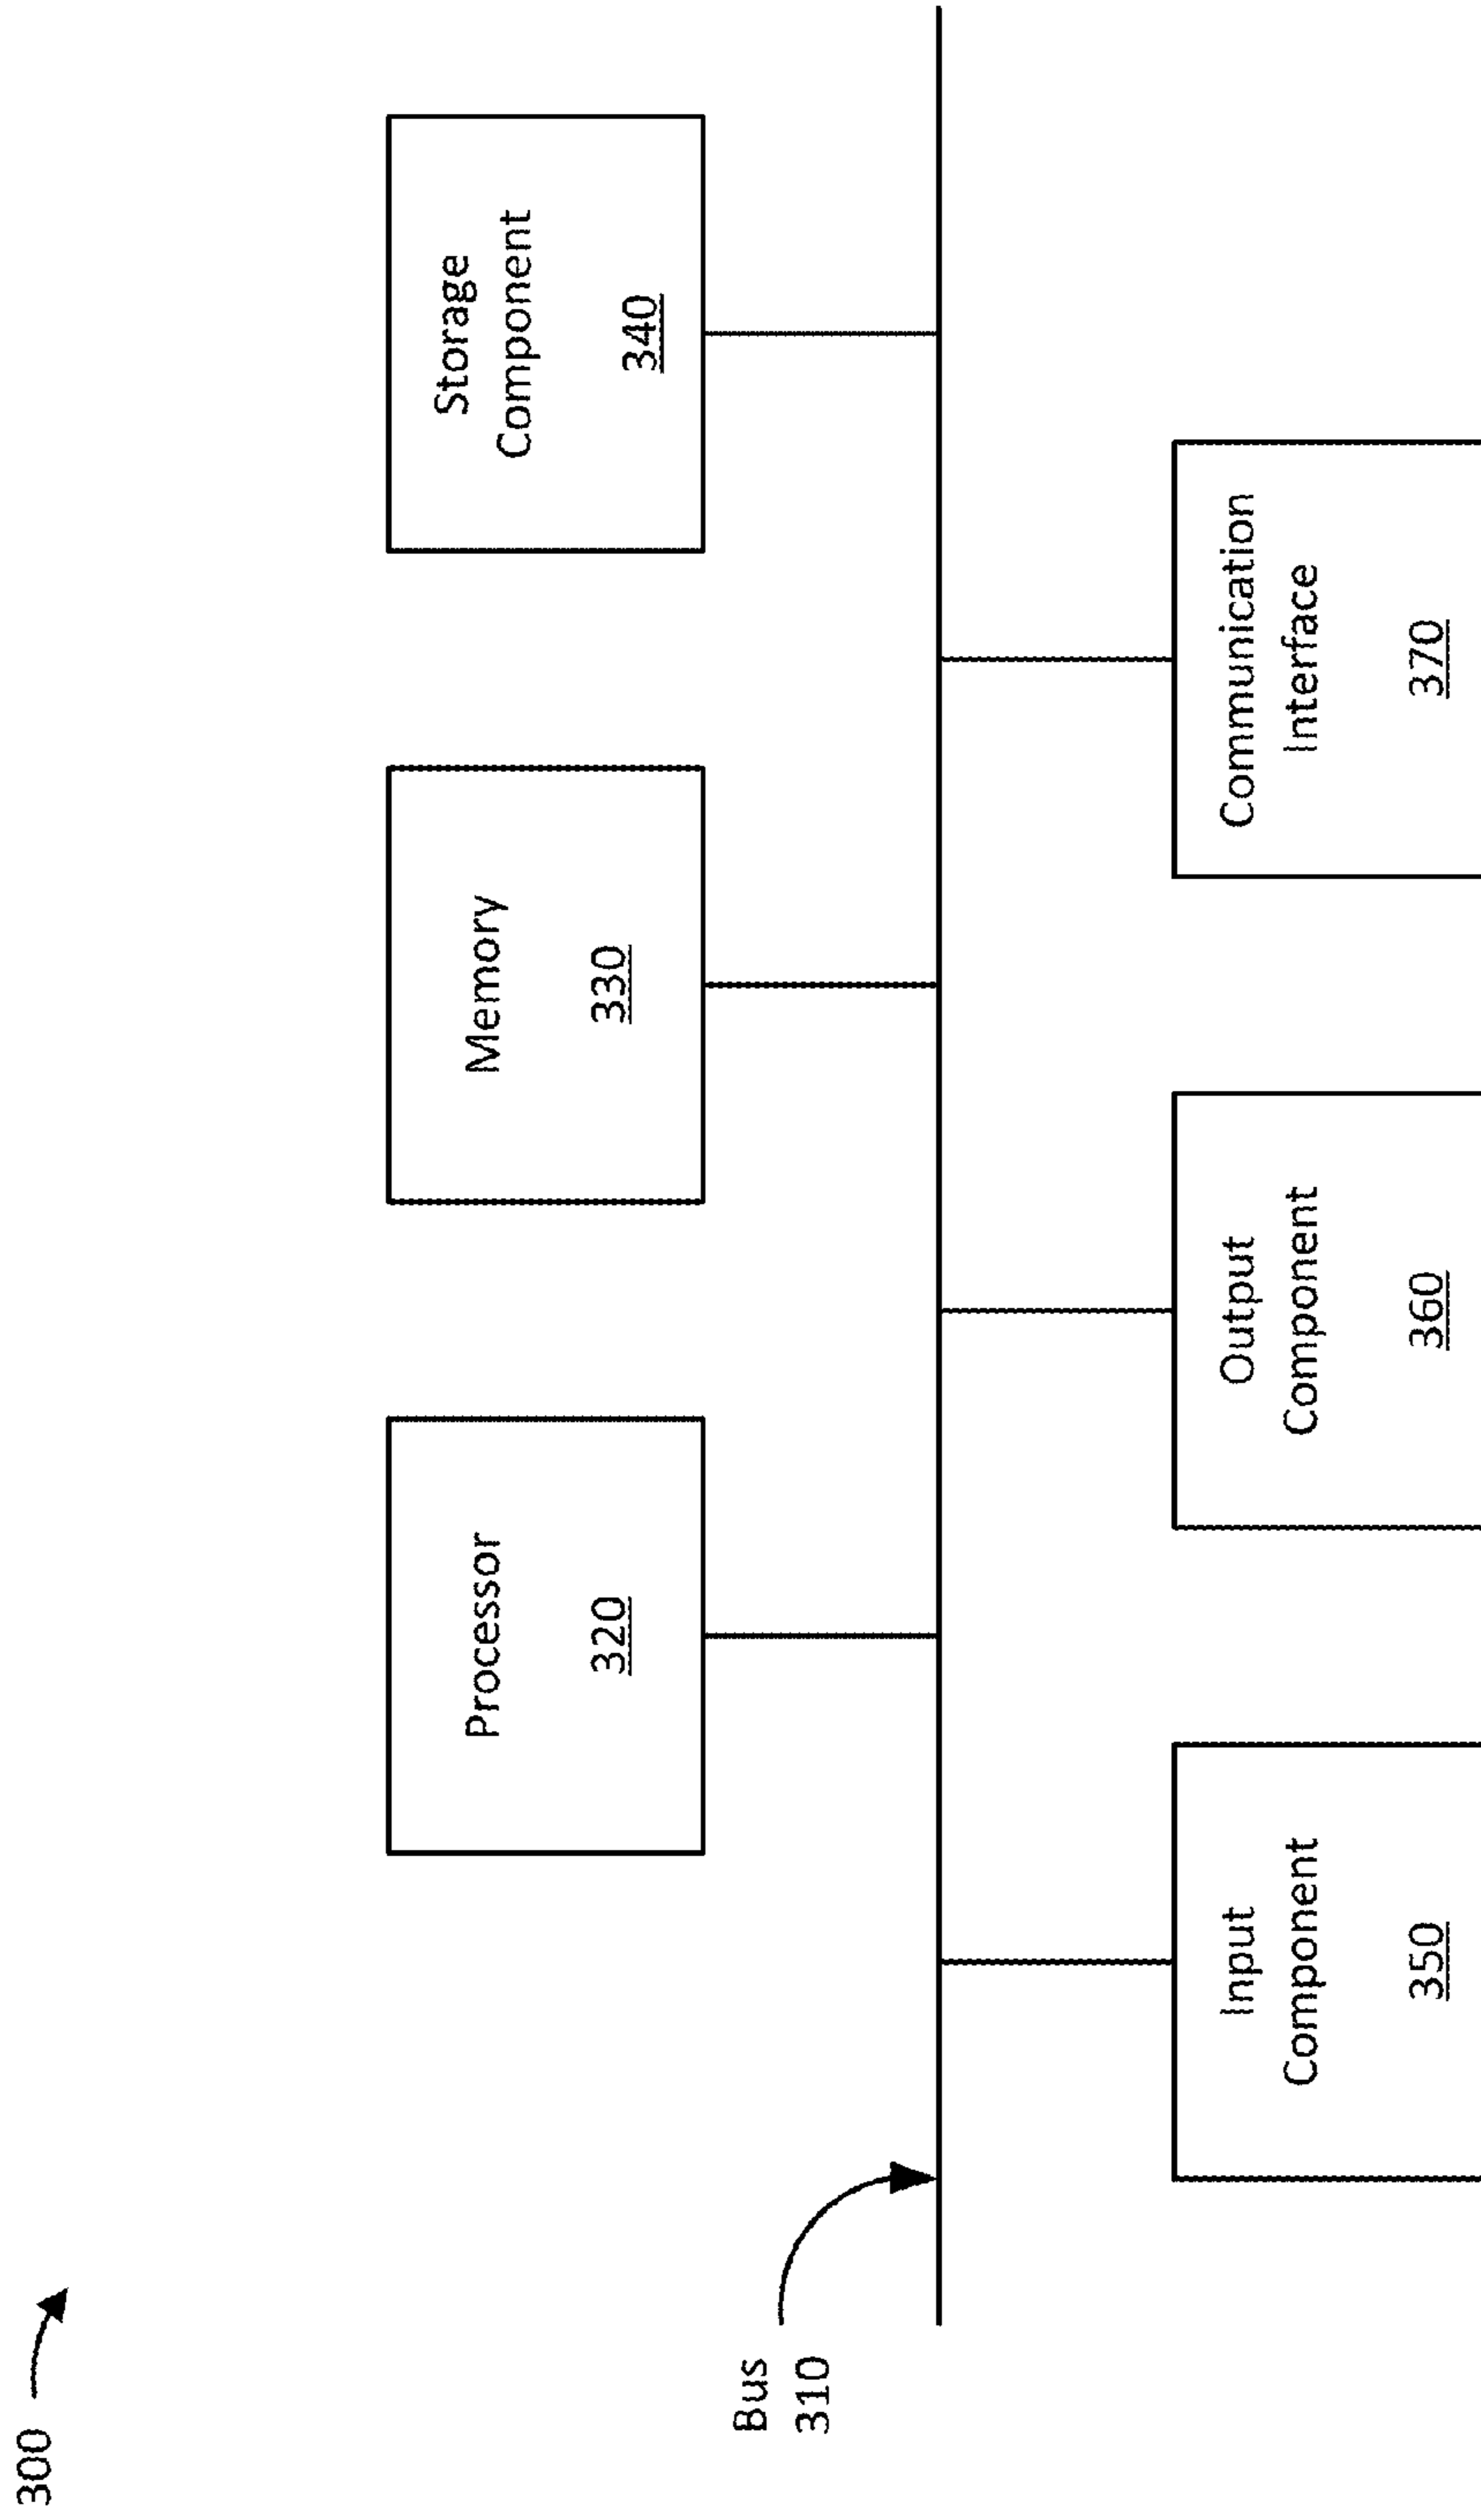 300
Processor
320
Memory
330
Storage
Component
340
Bus
310
Input
Component
350
Output
Component
360
Communication
Interface
370